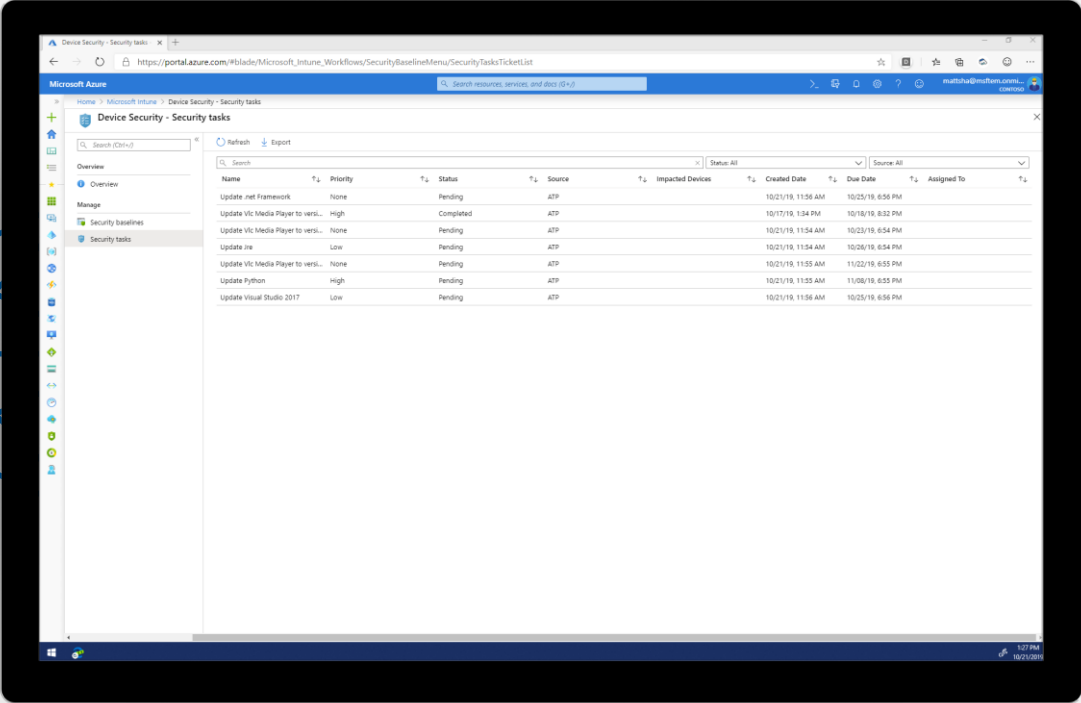 Device Security - Security tasks
https://portal.azure.com/#blade/Microsoft_Intune_Workflows/SecurityBaselineMenu/SecurityTasksTicketList
Microsoft Azure
Search resources, services, and docs (G+/)
mattsha@msftem.onmi...
CONTOSO
Home > Microsoft Intune > Device Security - Security tasks
Device Security - Security tasks
Search (Ctrl+/)
Overview
Overview
Manage
Security baselines
Security tasks
Refresh Export
Search Status: All Source: All
Name Priority Status Source Impacted Devices Created Date Due Date Assigned To
Update .net Framework None Pending ATP 10/21/19, 11:56 AM 10/25/19, 6:56 PM
Update Vlc Media Player to versi... High Completed ATP 10/17/19, 1:34 PM 10/18/19, 8:32 PM
Update Vlc Media Player to versi... None Pending ATP 10/21/19, 11:54 AM 10/23/19, 6:54 PM
Update Jre Low Pending ATP 10/21/19, 11:54 AM 10/26/19, 6:54 PM
Update Vlc Media Player to versi... None Pending ATP 10/21/19, 11:55 AM 11/22/19, 6:55 PM
Update Python High Pending ATP 10/21/19, 11:55 AM 11/08/19, 6:55 PM
Update Visual Studio 2017 Low Pending ATP 10/21/19, 11:56 AM 10/25/19, 6:56 PM
1:27 PM
10/21/2019